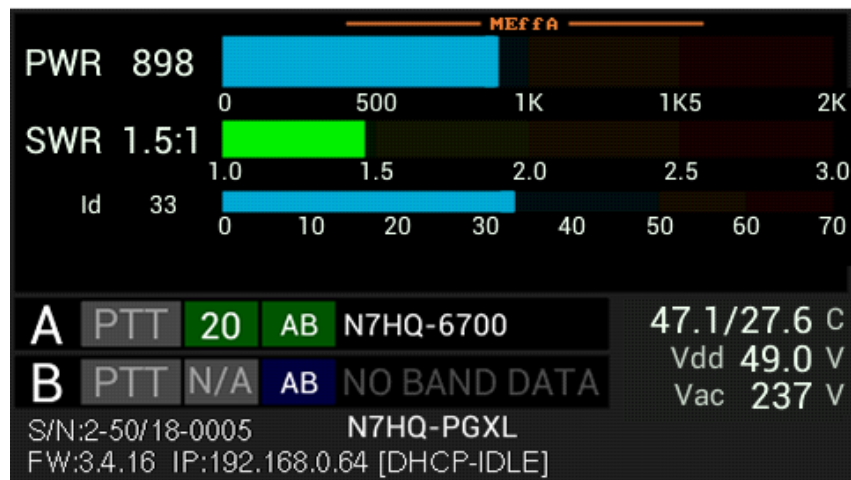 MEffA
PWR 898
0 500 1K 1K5 2K
SWR 1.5:1
1.0 1.5 2.0 2.5 3.0
Id 33
0 10 20 30 40 50 60 70
A PTT 20 AB N7HQ-6700
47.1/27.6 C
B PTT N/A AB NO BAND DATA
Vdd 49.0 V
Vac 237 V
S/N:2-50/18-0005 N7HQ-PGXL
FW:3.4.16 IP:192.168.0.64 [DHCP-IDLE]